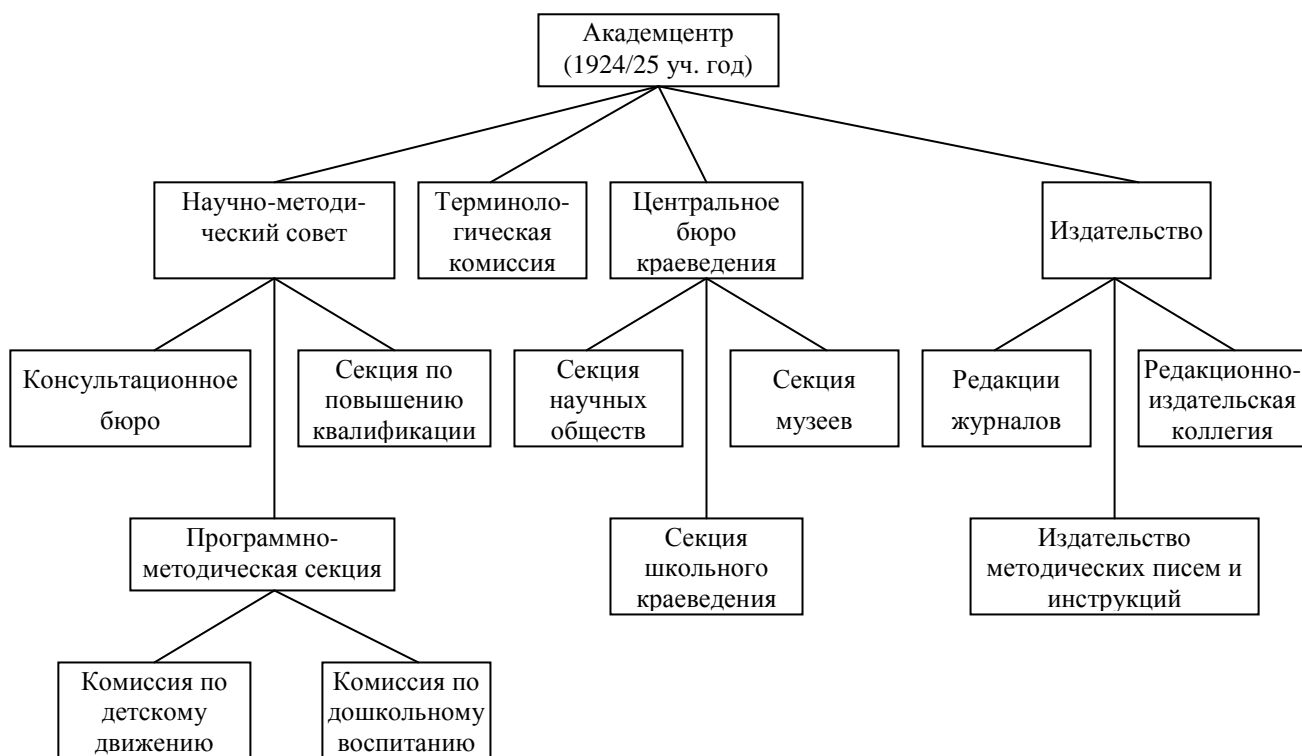 Академцентр
(1924/25 уч. год)
Научно-методи-
ческий совет
Терминоло-
гическая
комиссия
Центральное
бюро
краеведения
Издательство
Консультационное
бюро
Секция по
повышению
квалификации
Секция
научных
обществ
Секция
музеев
Редакции
журналов
Редакционно-
издательская
коллегия
Программно-
методическая секция
Секция
школьного
краеведения
Издательство
методических писем и
инструкций
Комиссия по
детскому
движению
Комиссия по
дошкольному
воспитанию